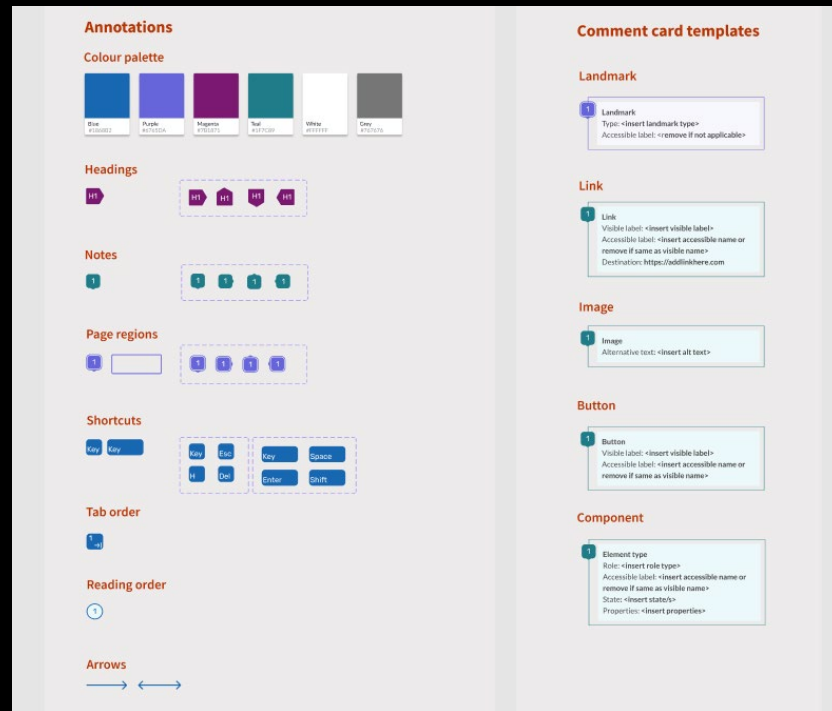 Annotations
Colour palette
Blue
Purple
Magenta
Teal
#1F7C89
White
#FFFFFF
Grey
#767676
Headings
H1
H1 H1 H1 H1
Notes
1
1 1 1 1
Page regions
1
1 1 1 1
Shortcuts
Key Key
Key Esc
H Del
Key Space
Enter Shift
Tab order
1
Reading order
1
Arrows
Comment card templates
Landmark
1
Landmark
Type: <insert landmark type>
Accessible label: <remove if not applicable>
Link
1
Link
Visible label: <insert visible label>
Accessible label: <insert accessible name or
remove if same as visible name>
Destination: https://addlinkhere.com
Image
1
Image
Alternative text: <insert alt text>
Button
1
Button
Visible label: <insert visible label>
Accessible label: <insert accessible name or
remove if same as visible name>
Component
1
Element type
Role: <insert role type>
Accessible label: <insert accessible name or
remove if same as visible name>
State: <insert state/s>
Properties: <insert properties>